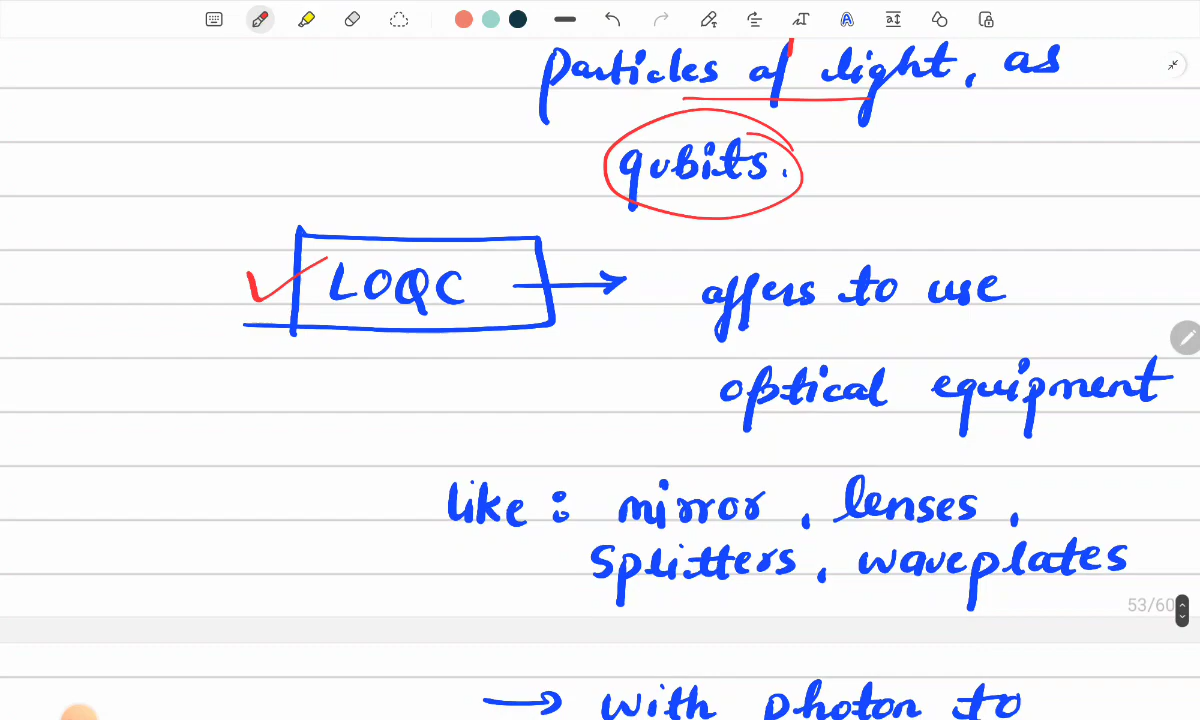 particles of light, as
qubits.
LOQC → offers to use
optical equipment
like : mirror, lenses,
splitters, waveplates
53/60
→ with photon to